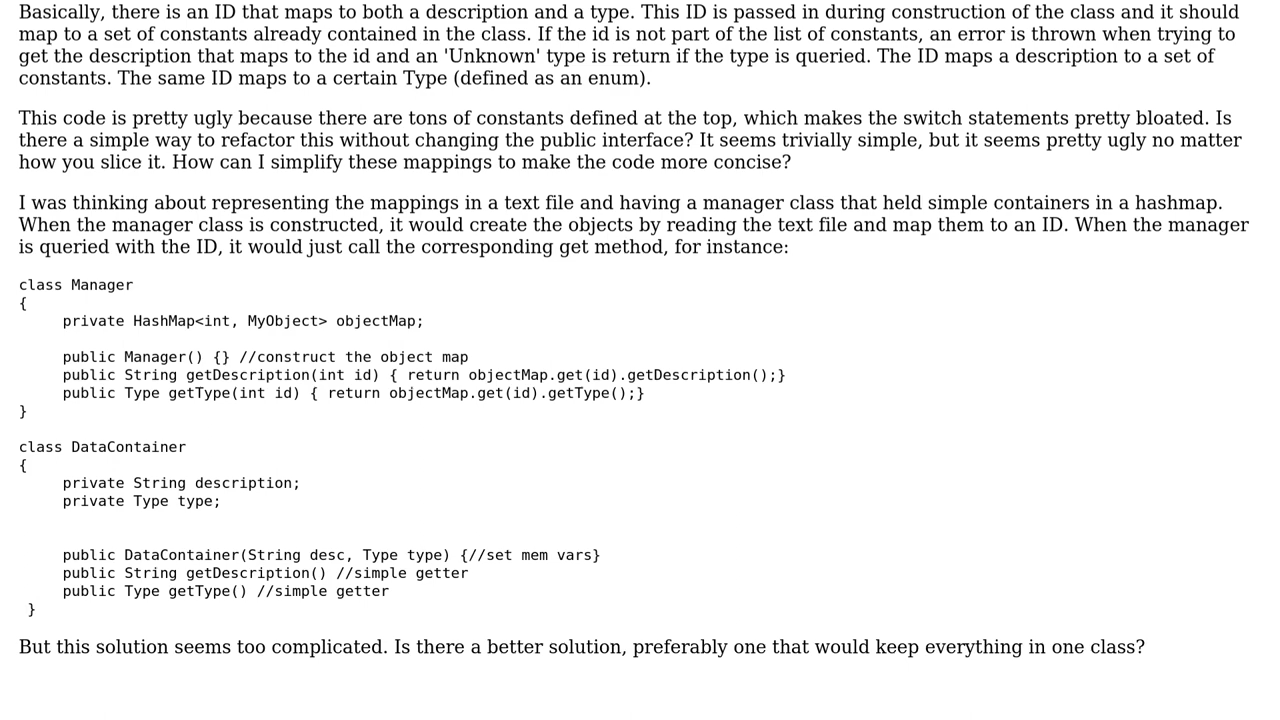 Basically, there is an ID that maps to both a description and a type. This ID is passed in during construction of the class and it should
map to a set of constants already contained in the class. If the id is not part of the list of constants, an error is thrown when trying to
get the description that maps to the id and an 'Unknown' type is return if the type is queried. The ID maps a description to a set of
constants. The same ID maps to a certain Type (defined as an enum).
This code is pretty ugly because there are tons of constants defined at the top, which makes the switch statements pretty bloated. Is
there a simple way to refactor this without changing the public interface? It seems trivially simple, but it seems pretty ugly no matter
how you slice it. How can I simplify these mappings to make the code more concise?
I was thinking about representing the mappings in a text file and having a manager class that held simple containers in a hashmap.
When the manager class is constructed, it would create the objects by reading the text file and map them to an ID. When the manager
is queried with the ID, it would just call the corresponding get method, for instance:
class Manager
{
     private HashMap<int, MyObject> objectMap;
     public Manager() {} //construct the object map
     public String getDescription(int id) { return objectMap.get(id).getDescription();}
     public Type getType(int id) { return objectMap.get(id).getType();}
}
class DataContainer
{
     private String description;
     private Type type;
     public DataContainer(String desc, Type type) {//set mem vars}
     public String getDescription() //simple getter
     public Type getType() //simple getter
 }
But this solution seems too complicated. Is there a better solution, preferably one that would keep everything in one class?